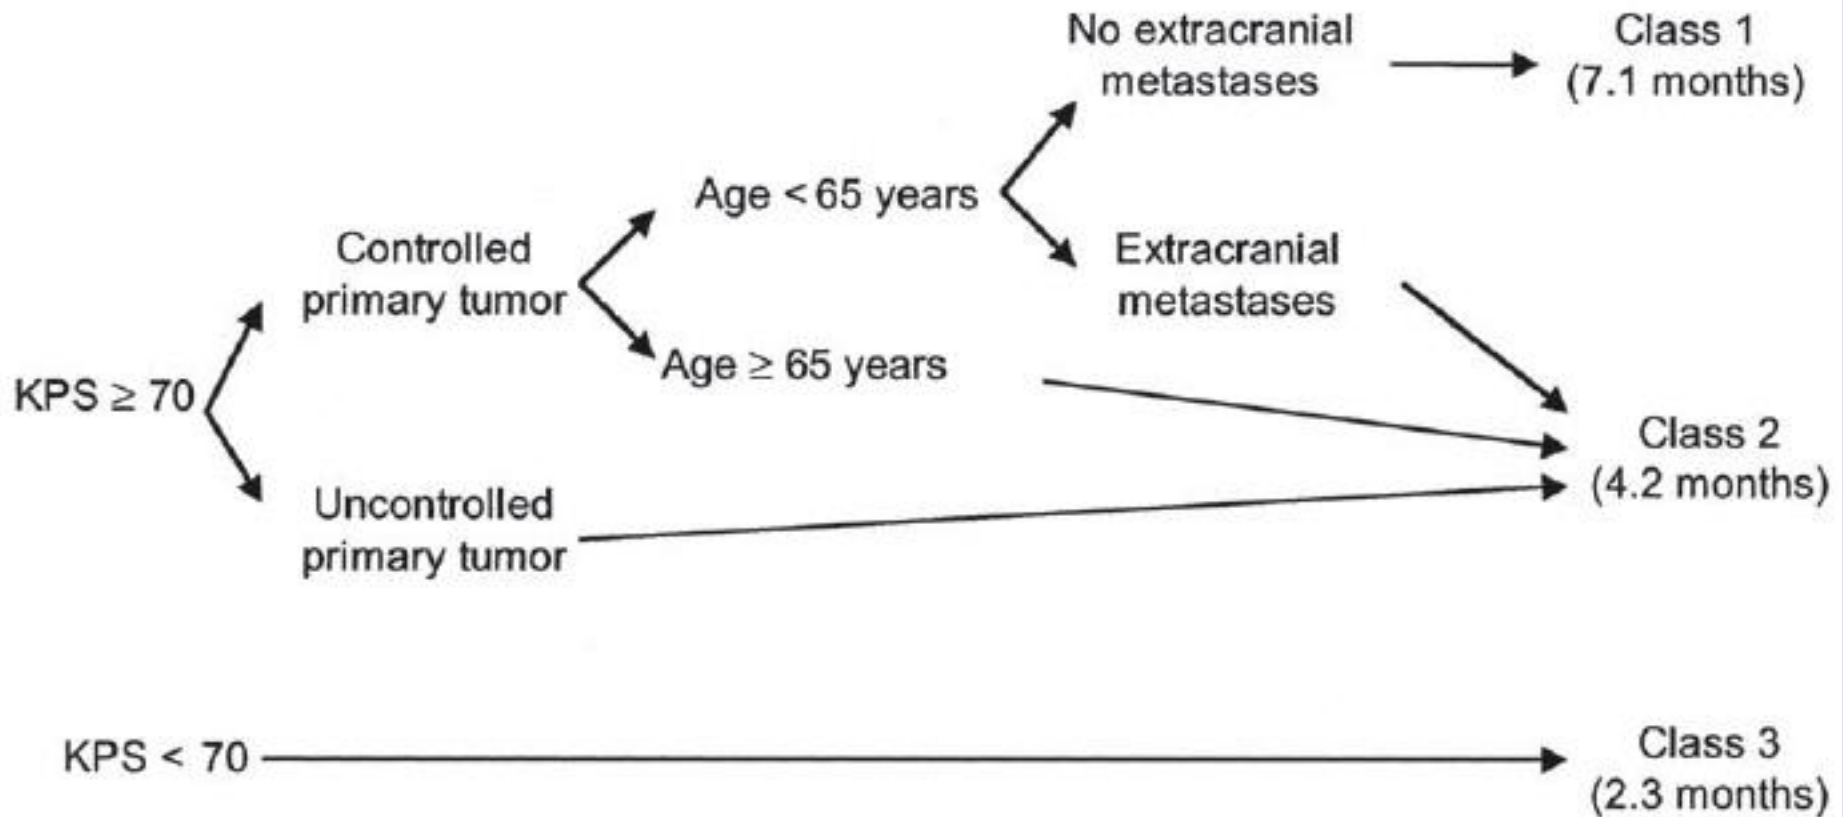 No extracranial
metastases
Class 1
(7.1 months)
Age < 65 years
Controlled
primary tumor
Extracranial
metastases
Age ≥ 65 years
KPS ≥ 70
Class 2
(4.2 months)
Uncontrolled
primary tumor
KPS < 70
Class 3
(2.3 months)